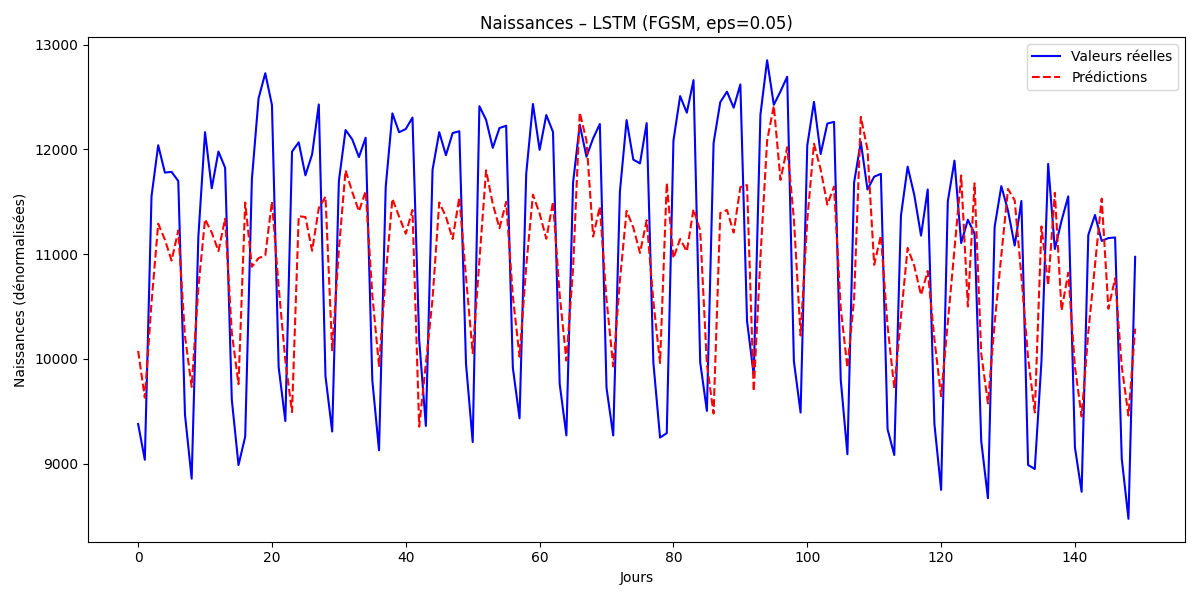 Naissances – LSTM (FGSM, eps=0.05)
13000
12000
11000
10000
9000
Naissances (dénormalisées)
Valeurs réelles
Prédictions
0 20 40 60 80 100 120 140
Jours